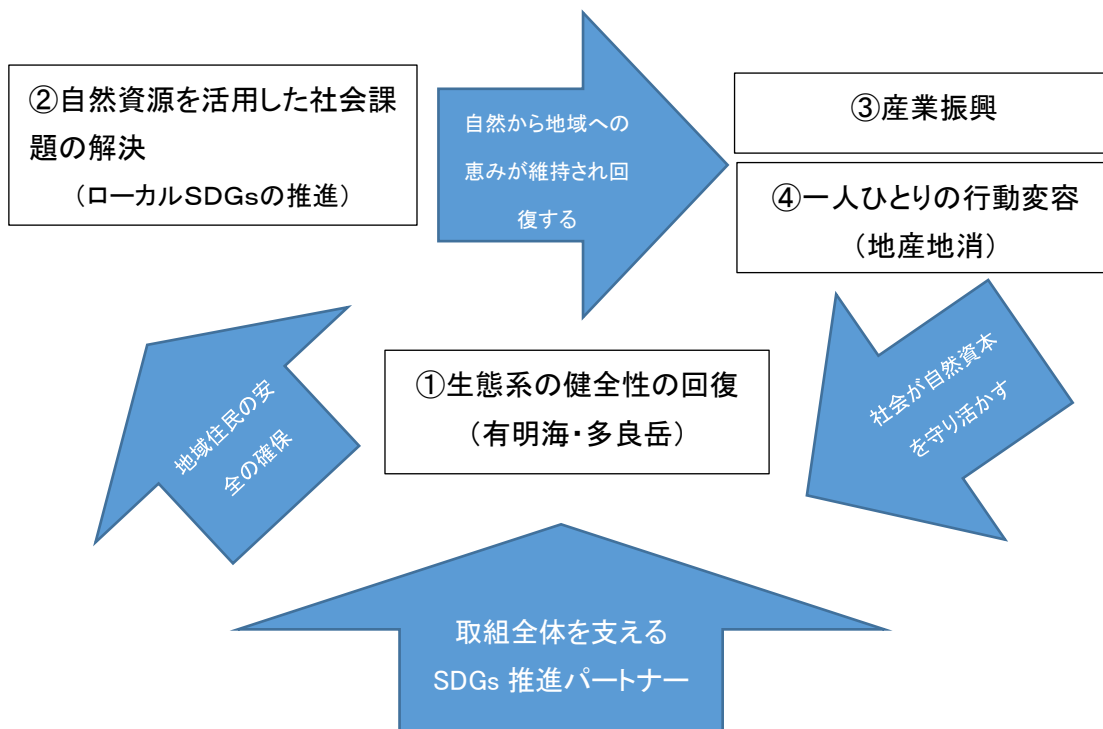 ②自然資源を活用した社会課
題の解決
（ローカルSDGsの推進）
自然から地域への
恵みが維持され回
復する
③産業振興
④一人ひとりの行動変容
（地産地消）
①生態系の健全性の回復
（有明海・多良岳）
社会が自然資本
を守り活かす
地域住民の安
全の確保
取組全体を支える
SDGs 推進パートナー